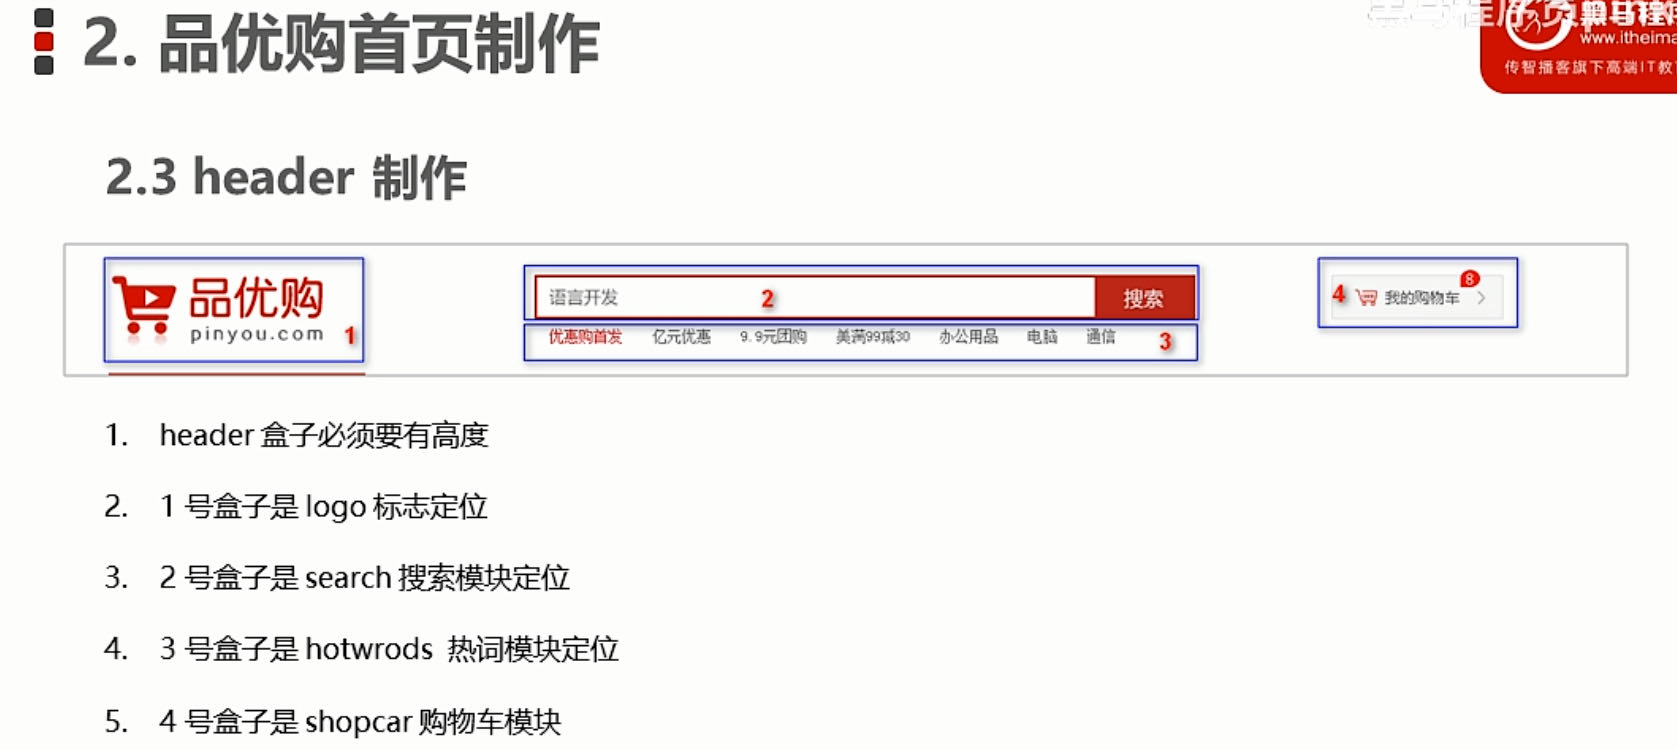 2. 品优购首页制作
www.itheima
传智播客旗下高端IT教
2.3 header 制作
品优购
pinyou.com
1
语言开发
2
搜索
优惠购首发 亿元优惠 9.9元团购 美满99减30 办公用品 电脑 通信
3
4
我的购物车
8
1. header 盒子必须要有高度
2. 1 号盒子是 logo 标志定位
3. 2 号盒子是 search 搜索模块定位
4. 3 号盒子是 hotwrods 热词模块定位
5. 4 号盒子是 shopcar 购物车模块